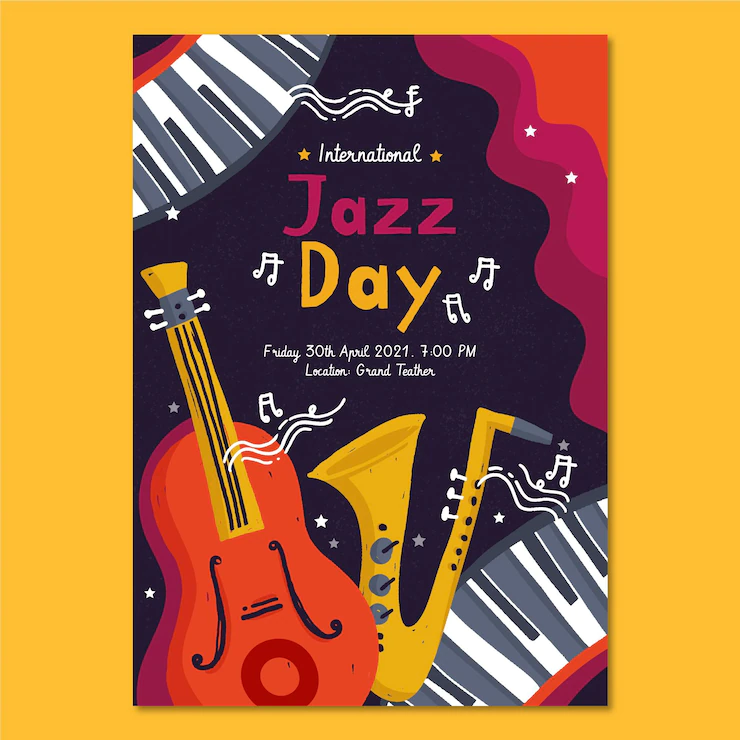 International
Jazz
Day
Friday 30th April 2021. 7:00 PM
Location: Grand Teather